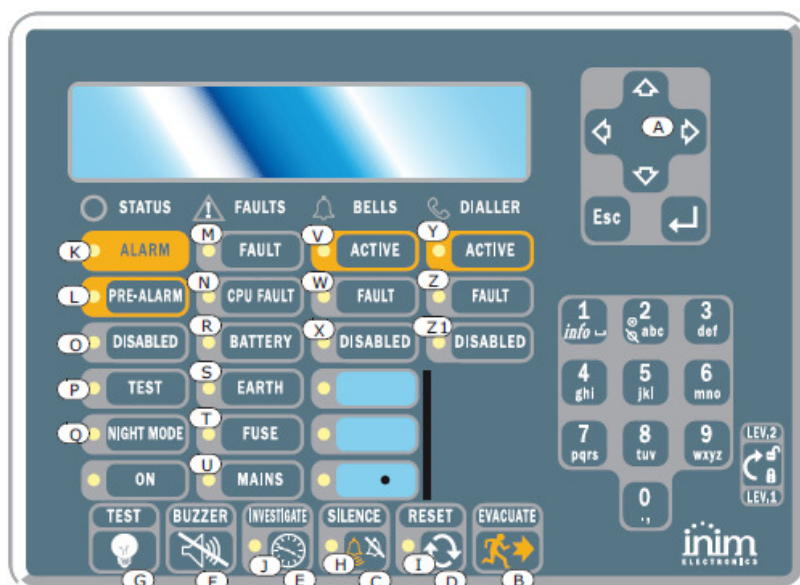 A
STATUS FAULTS BELLS DIALLER
Esc
K ALARM M FAULT V ACTIVE Y ACTIVE
L PRE-ALARM N CPU FAULT W FAULT Z FAULT
O DISABLED R BATTERY X DISABLED Z1 DISABLED
P TEST S EARTH
Q NIGHT MODE T FUSE
ON U MAINS
1 info 2 abc 3 def
4 ghi 5 jkl 6 mno
7 pqrs 8 tuv 9 wxyz
0 .,
LEV,2
LEV,1
TEST BUZZER INVESTIGATE SILENCE RESET EVACUATE
J H I
G F E C D B
inim
ELECTRONICS